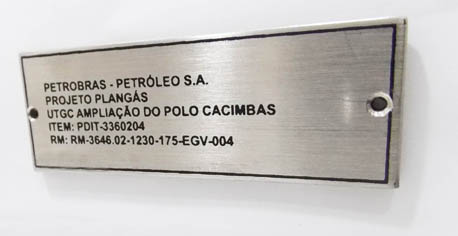 PETROBRAS - PETRÓLEO S.A.
PROJETO PLANGÁS
UTGC AMPLIAÇÃO DO POLO CACIMBAS
ITEM: PDIT-3360204
RM: RM-3646.02-1230-175-EGV-004